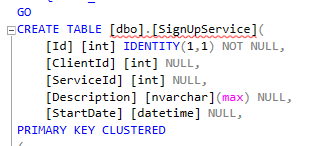 GO
CREATE TABLE [dbo].[SignUpService](
[Id] [int] IDENTITY(1,1) NOT NULL,
[ClientId] [int] NULL,
[ServiceId] [int] NULL,
[Description] [nvarchar](max) NULL,
[StartDate] [datetime] NULL,
PRIMARY KEY CLUSTERED